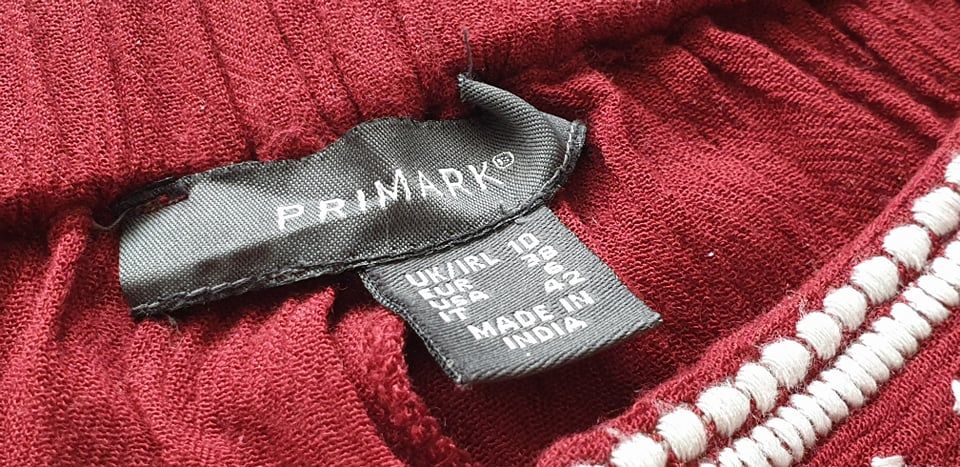 PRIMARK®
UK/IRL 10
EUR 38
USA 6
IT 42
MADE IN
INDIA